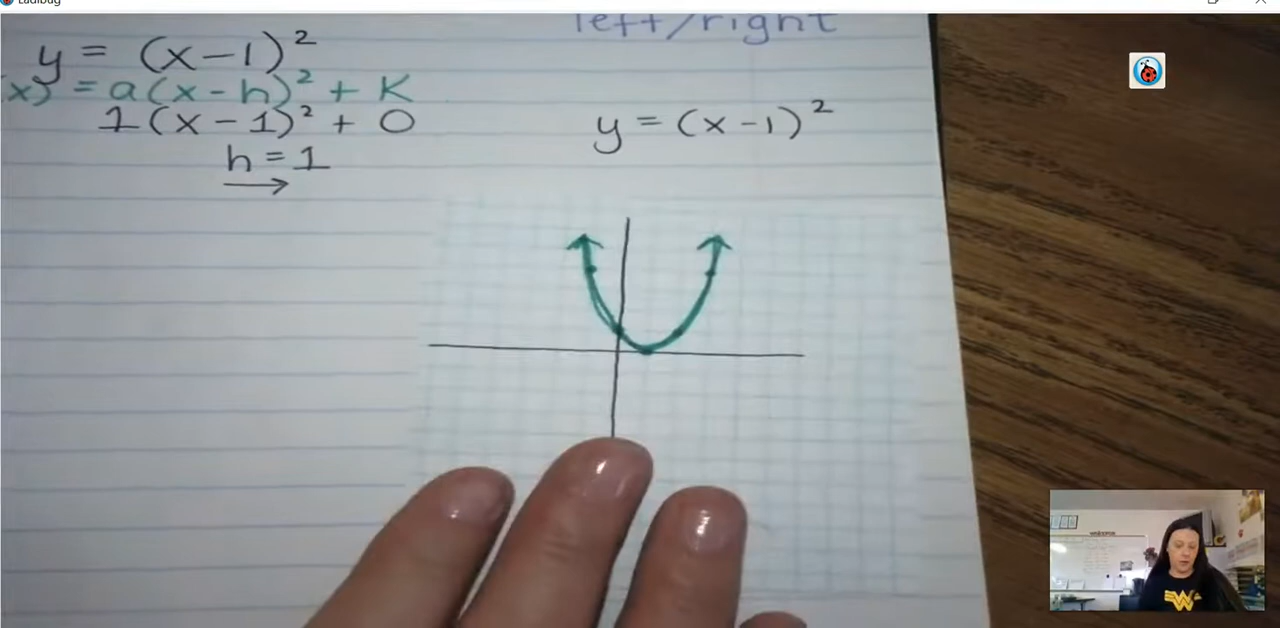 Ladibug
left/right
y = (x-1)²
x) = a(x-h)² + K
1(x-1)² + 0
h = 1
y = (x-1)²